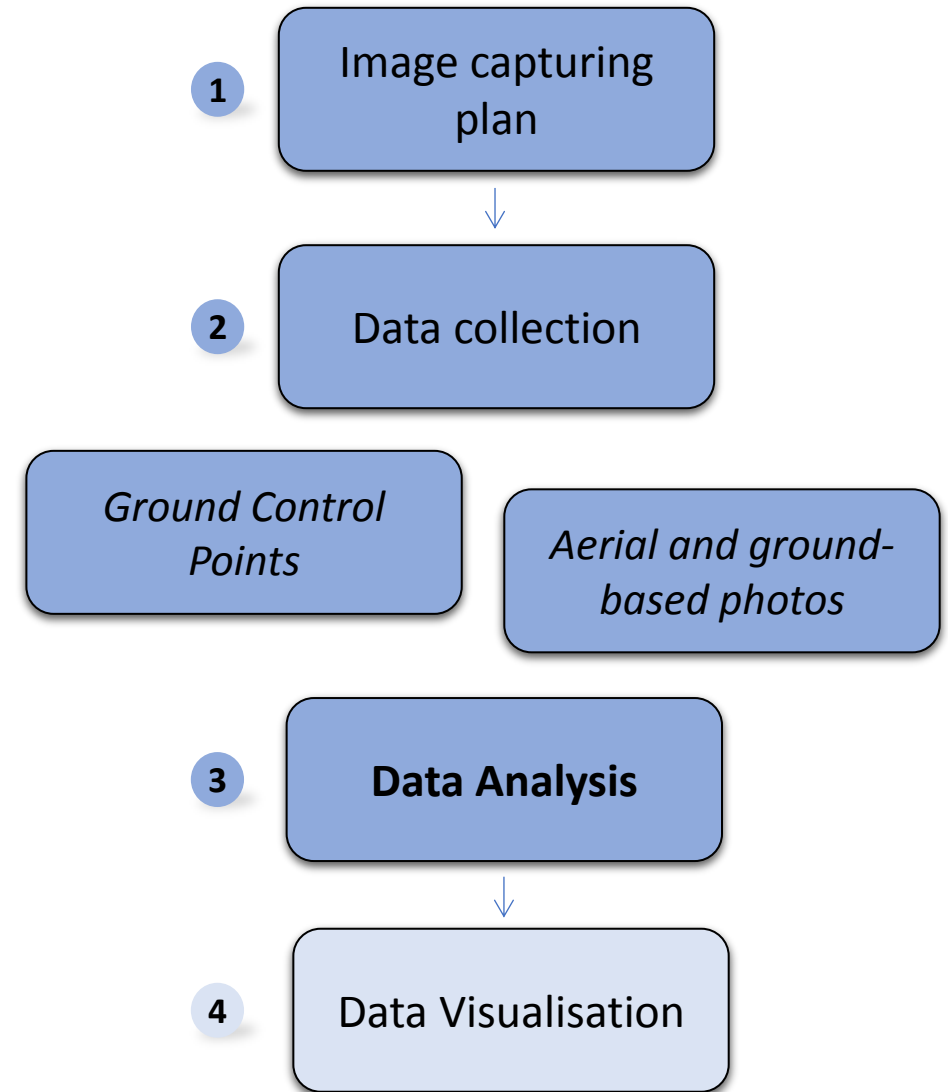 1
Image capturing
plan
2
Data collection
Ground Control
Points
Aerial and ground-
based photos
3
Data Analysis
4
Data Visualisation